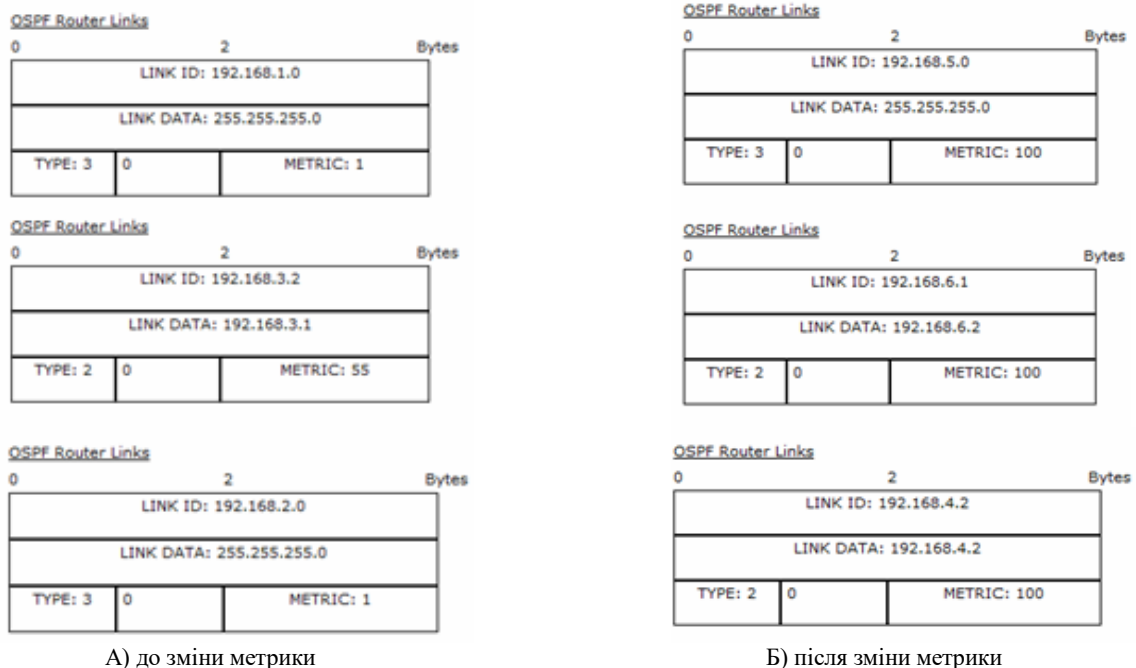 OSPF Router Links
0 2 Bytes
LINK ID: 192.168.1.0
LINK DATA: 255.255.255.0
TYPE: 3 0 METRIC: 1
OSPF Router Links
0 2 Bytes
LINK ID: 192.168.3.2
LINK DATA: 192.168.3.1
TYPE: 2 0 METRIC: 55
OSPF Router Links
0 2 Bytes
LINK ID: 192.168.2.0
LINK DATA: 255.255.255.0
TYPE: 3 0 METRIC: 1
А) до зміни метрики
OSPF Router Links
0 2 Bytes
LINK ID: 192.168.5.0
LINK DATA: 255.255.255.0
TYPE: 3 0 METRIC: 100
OSPF Router Links
0 2 Bytes
LINK ID: 192.168.6.1
LINK DATA: 192.168.6.2
TYPE: 2 0 METRIC: 100
OSPF Router Links
0 2 Bytes
LINK ID: 192.168.4.2
LINK DATA: 192.168.4.2
TYPE: 2 0 METRIC: 100
Б) після зміни метрики